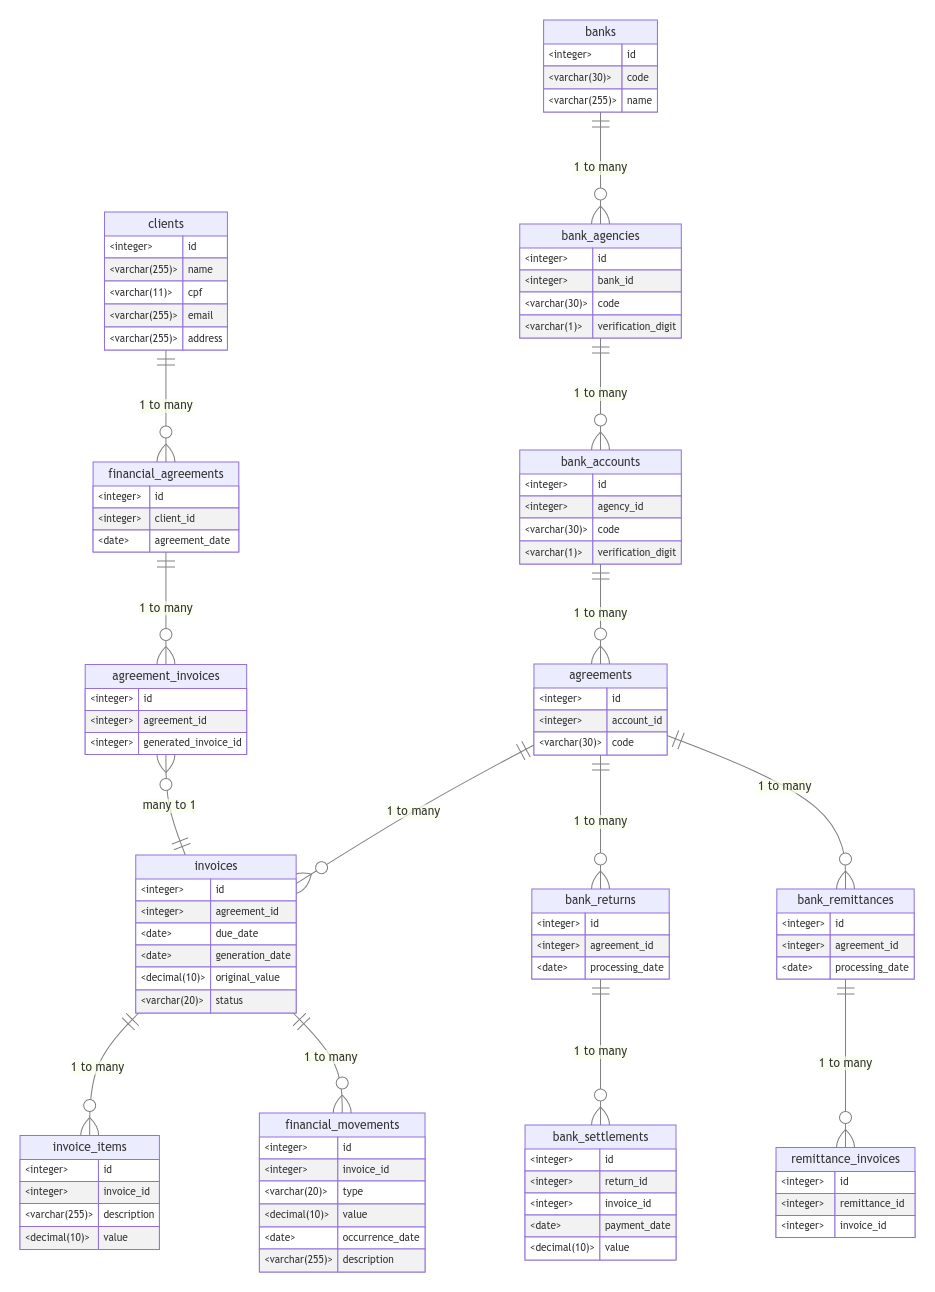 banks
<integer> id
<varchar(30)> code
<varchar(255)> name
1 to many
clients
<integer> id
<varchar(255)> name
<varchar(11)> cpf
<varchar(255)> email
<varchar(255)> address
bank_agencies
<integer> id
<integer> bank_id
<varchar(30)> code
<varchar(1)> verification_digit
1 to many
1 to many
financial_agreements
<integer> id
<integer> client_id
<date> agreement_date
bank_accounts
<integer> id
<integer> agency_id
<varchar(30)> code
<varchar(1)> verification_digit
1 to many
1 to many
agreement_invoices
<integer> id
<integer> agreement_id
<integer> generated_invoice_id
agreements
<integer> id
<integer> account_id
<varchar(30)> code
many to 1
1 to many
1 to many
1 to many
invoices
<integer> id
<integer> agreement_id
<date> due_date
<date> generation_date
<decimal(10)> original_value
<varchar(20)> status
bank_returns
<integer> id
<integer> agreement_id
<date> processing_date
bank_remittances
<integer> id
<integer> agreement_id
<date> processing_date
1 to many
1 to many
1 to many
1 to many
invoice_items
<integer> id
<integer> invoice_id
<varchar(255)> description
<decimal(10)> value
financial_movements
<integer> id
<integer> invoice_id
<varchar(20)> type
<decimal(10)> value
<date> occurrence_date
<varchar(255)> description
bank_settlements
<integer> id
<integer> return_id
<integer> invoice_id
<date> payment_date
<decimal(10)> value
remittance_invoices
<integer> id
<integer> remittance_id
<integer> invoice_id